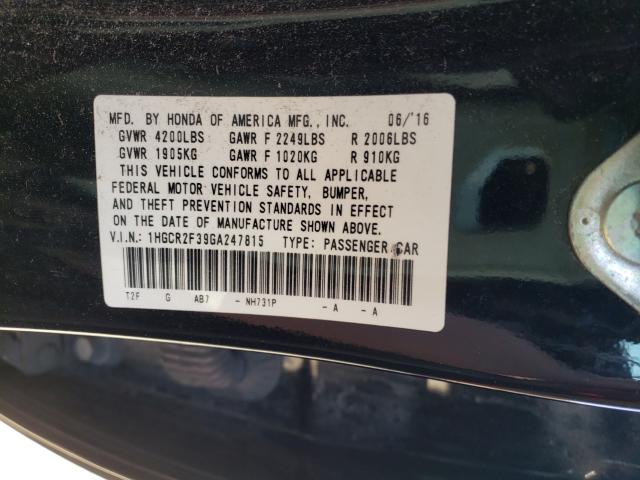 MFD. BY HONDA OF AMERICA MFG., INC. 06/'16
GVWR 4200LBS GAWR F 2249LBS R 2006LBS
GVWR 1905KG GAWR F 1020KG R 910KG
THIS VEHICLE CONFORMS TO ALL APPLICABLE
FEDERAL MOTOR VEHICLE SAFETY, BUMPER,
AND THEFT PREVENTION STANDARDS IN EFFECT
ON THE DATE OF MANUFACTURE SHOWN ABOVE.
V.I.N.: 1HGCR2F39GA247815 TYPE: PASSENGER CAR
T2F G AB7 - NH731P - A - A